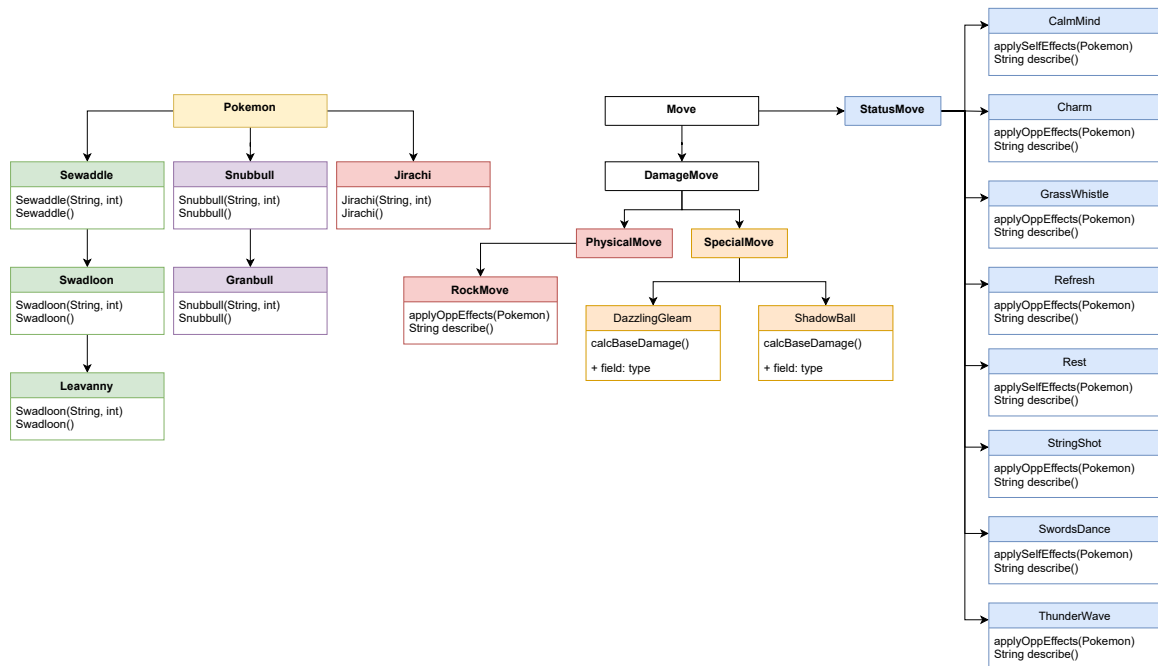 Pokemon
Sewaddle
Sewaddle(String, int)
Sewaddle()
Swadloon
Swadloon(String, int)
Swadloon()
Leavanny
Swadloon(String, int)
Swadloon()
Snubbull
Snubbull(String, int)
Snubbull()
Granbull
Snubbull(String, int)
Snubbull()
Jirachi
Jirachi(String, int)
Jirachi()
Move
DamageMove
PhysicalMove
SpecialMove
RockMove
applyOppEffects(Pokemon)
String describe()
DazzlingGleam
calcBaseDamage()
+ field: type
ShadowBall
calcBaseDamage()
+ field: type
StatusMove
CalmMind
applySelfEffects(Pokemon)
String describe()
Charm
applyOppEffects(Pokemon)
String describe()
GrassWhistle
applyOppEffects(Pokemon)
String describe()
Refresh
applyOppEffects(Pokemon)
String describe()
Rest
applySelfEffects(Pokemon)
String describe()
StringShot
applyOppEffects(Pokemon)
String describe()
SwordsDance
applySelfEffects(Pokemon)
String describe()
ThunderWave
applyOppEffects(Pokemon)
String describe()